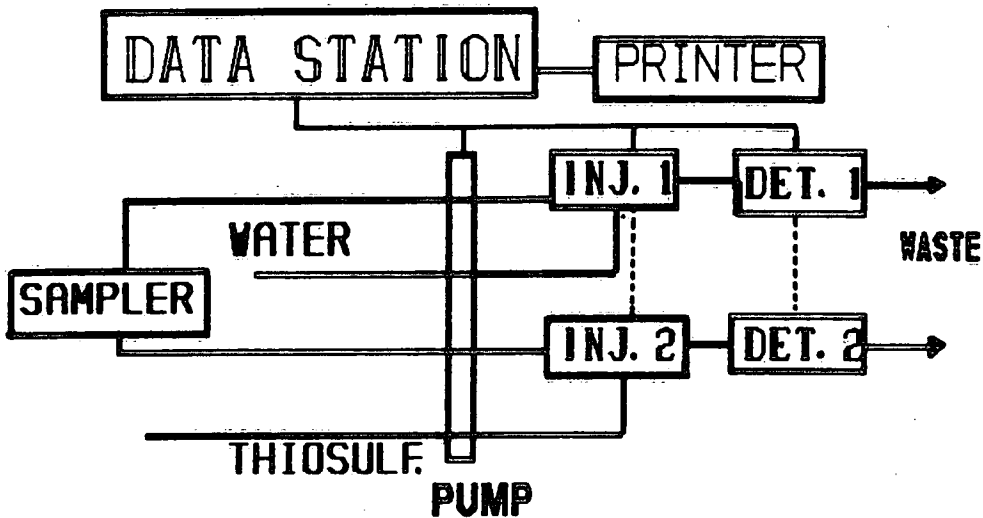 DATA STATION
PRINTER
INJ. 1
DET. 1
WATER
WASTE
SAMPLER
INJ. 2
DET. 2
THIOSULF.
PUMP